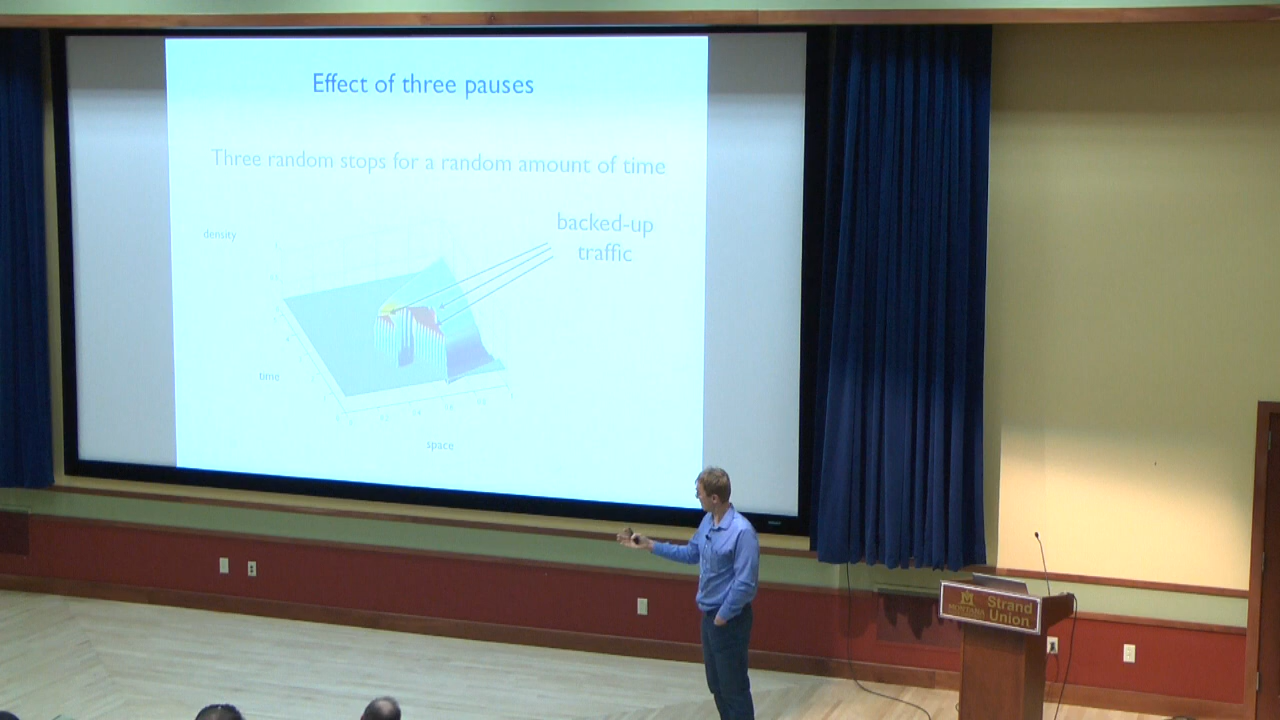 Effect of three pauses
Three random stops for a random amount of time
backed-up
traffic
density
time
space
M
MONTANA
Strand
Union